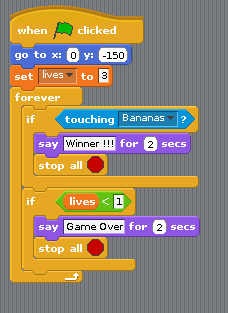 when clicked
go to x: 0 y: -150
set lives to 3
forever
if touching Bananas ?
say Winner !!! for 2 secs
stop all
if lives < 1
say Game Over for 2 secs
stop all